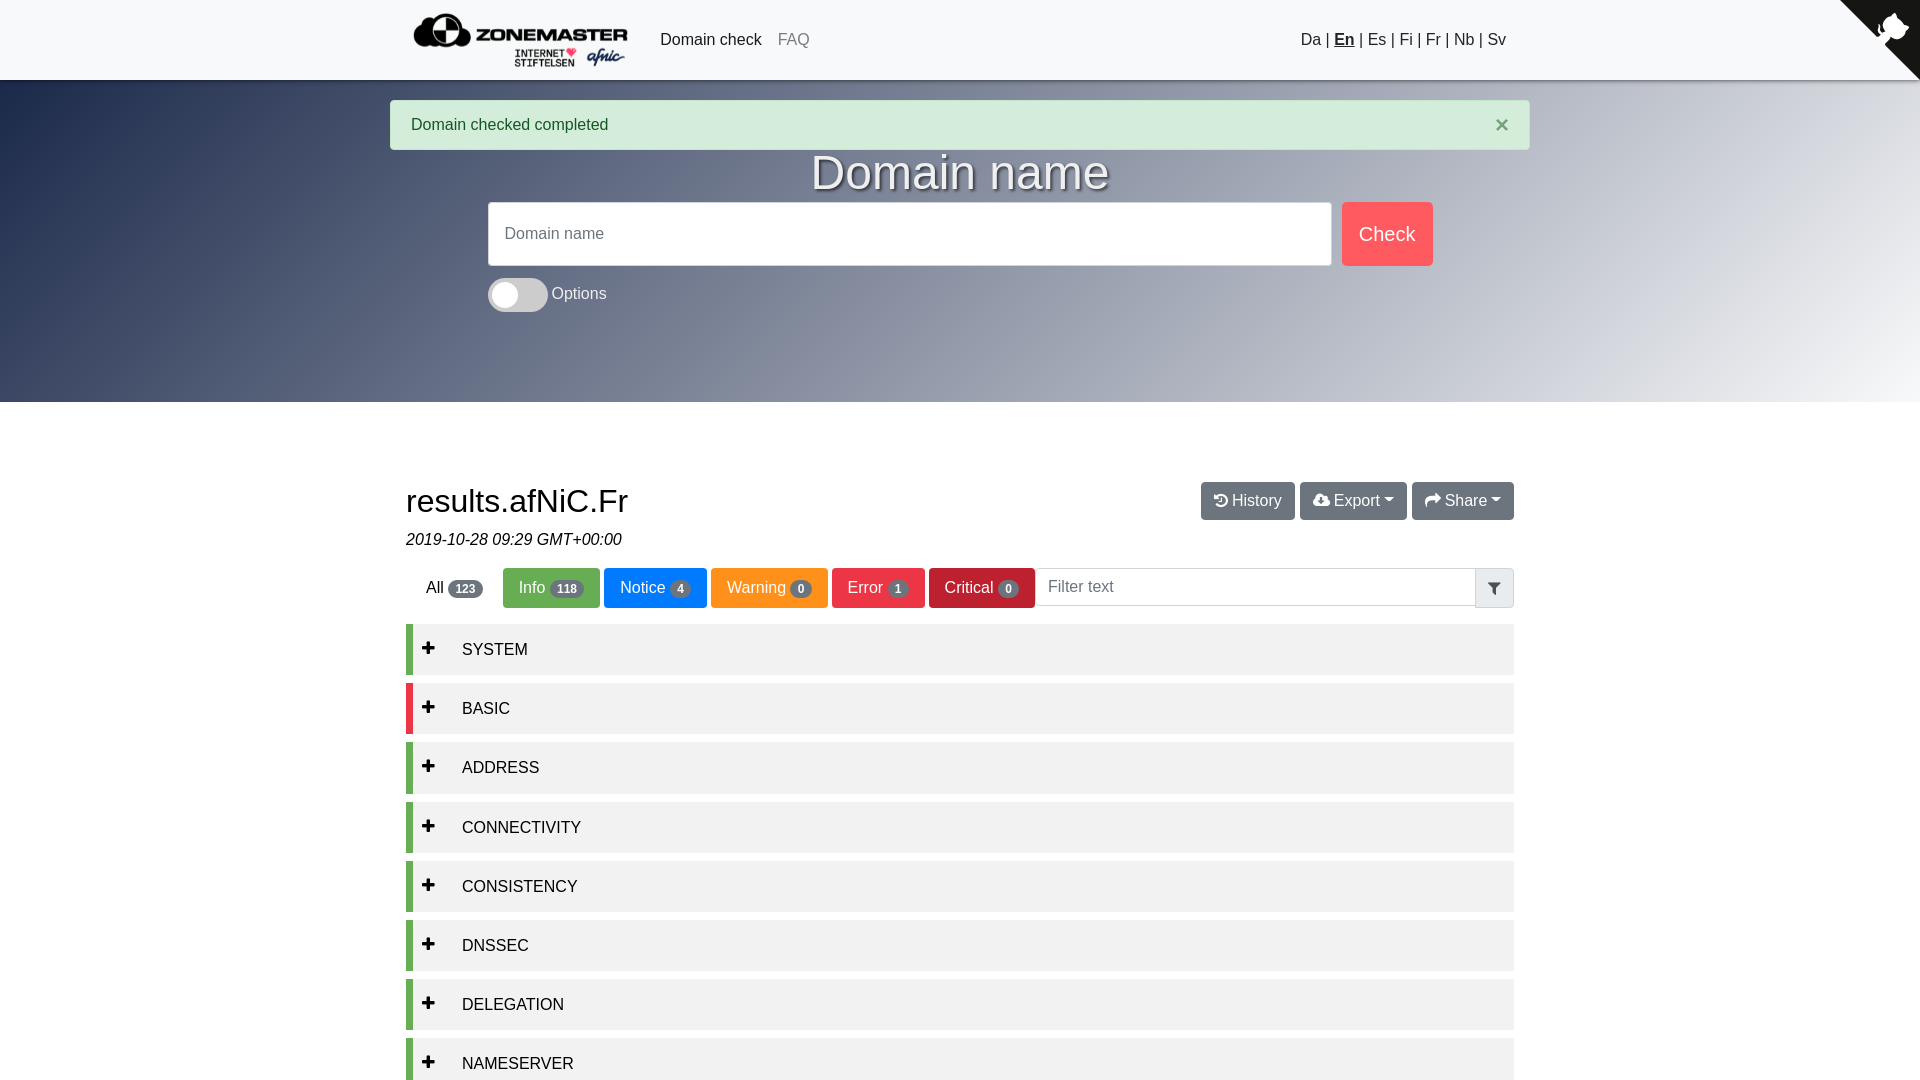 ZONEMASTER
INTERNET
STIFTELSEN afnic
Domain check FAQ
Da | En | Es | Fi | Fr | Nb | Sv
Domain checked completed ×
Domain name
Domain name
Check
Options
results.afNiC.Fr
History
Export
Share
2019-10-28 09:29 GMT+00:00
All 123 Info 118 Notice 4 Warning 0 Error 1 Critical 0 Filter text
SYSTEM
BASIC
ADDRESS
CONNECTIVITY
CONSISTENCY
DNSSEC
DELEGATION
NAMESERVER